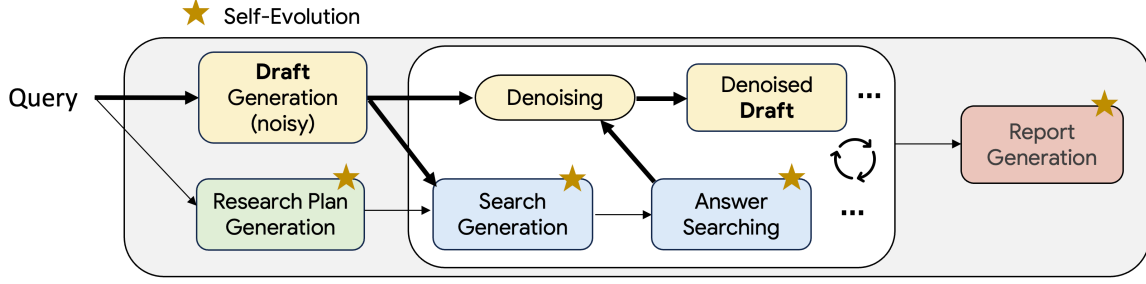 Self-Evolution
Query
Draft
Generation
(noisy)
Denoising
Denoised
Draft
...
Research Plan
Generation
Search
Generation
Answer
Searching
...
Report
Generation